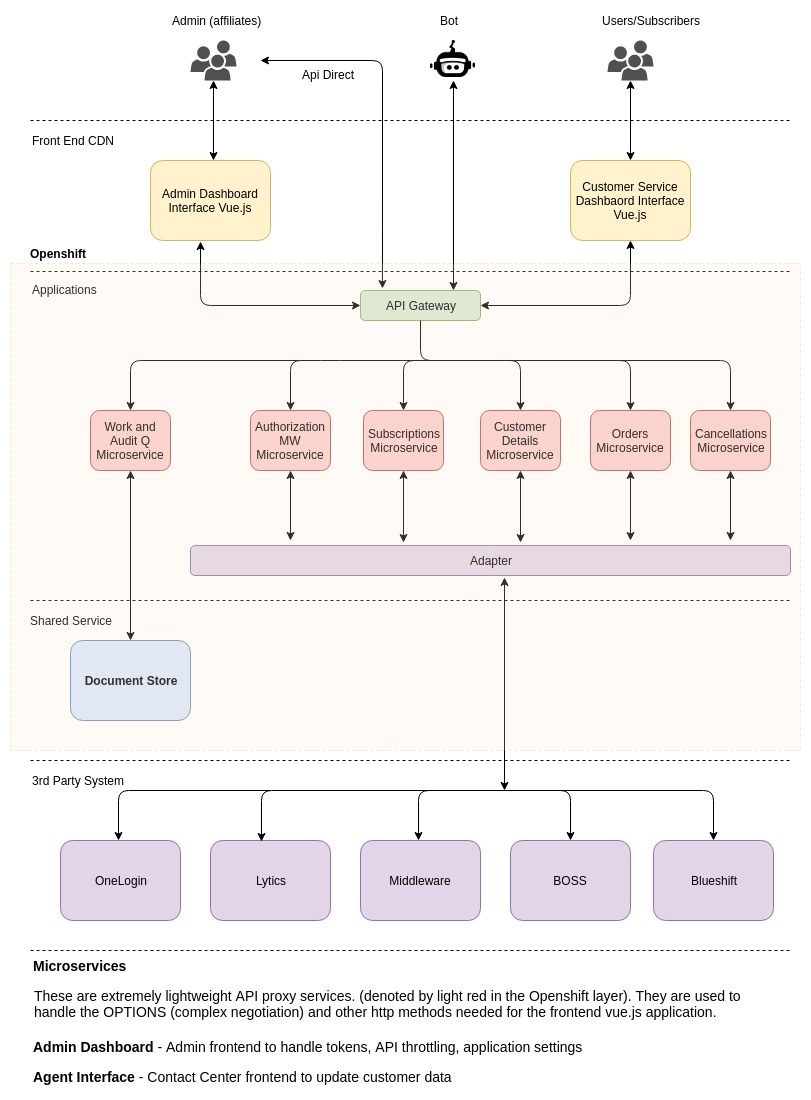 Admin (affiliates)
Bot
Users/Subscribers
Api Direct
Front End CDN
Admin Dashboard
Interface Vue.js
Customer Service
Dashbaord Interface
Vue.js
Openshift
Applications
API Gateway
Work and
Audit Q
Microservice
Authorization
MW
Microservice
Subscriptions
Microservice
Customer
Details
Microservice
Orders
Microservice
Cancellations
Microservice
Adapter
Shared Service
Document Store
3rd Party System
OneLogin
Lytics
Middleware
BOSS
Blueshift
Microservices
These are extremely lightweight API proxy services. (denoted by light red in the Openshift layer). They are used to
handle the OPTIONS (complex negotiation) and other http methods needed for the frontend vue.js application.
Admin Dashboard - Admin frontend to handle tokens, API throttling, application settings
Agent Interface - Contact Center frontend to update customer data